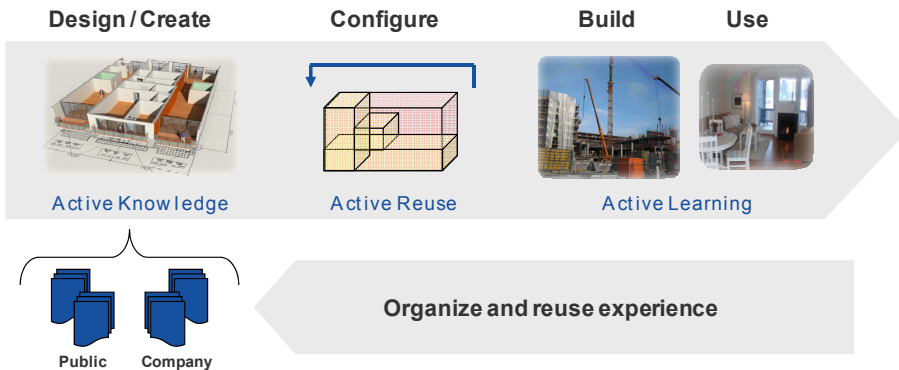 Design / Create
Configure
Build
Use
Active Knowledge
Active Reuse
Active Learning
Organize and reuse experience
Public
Company